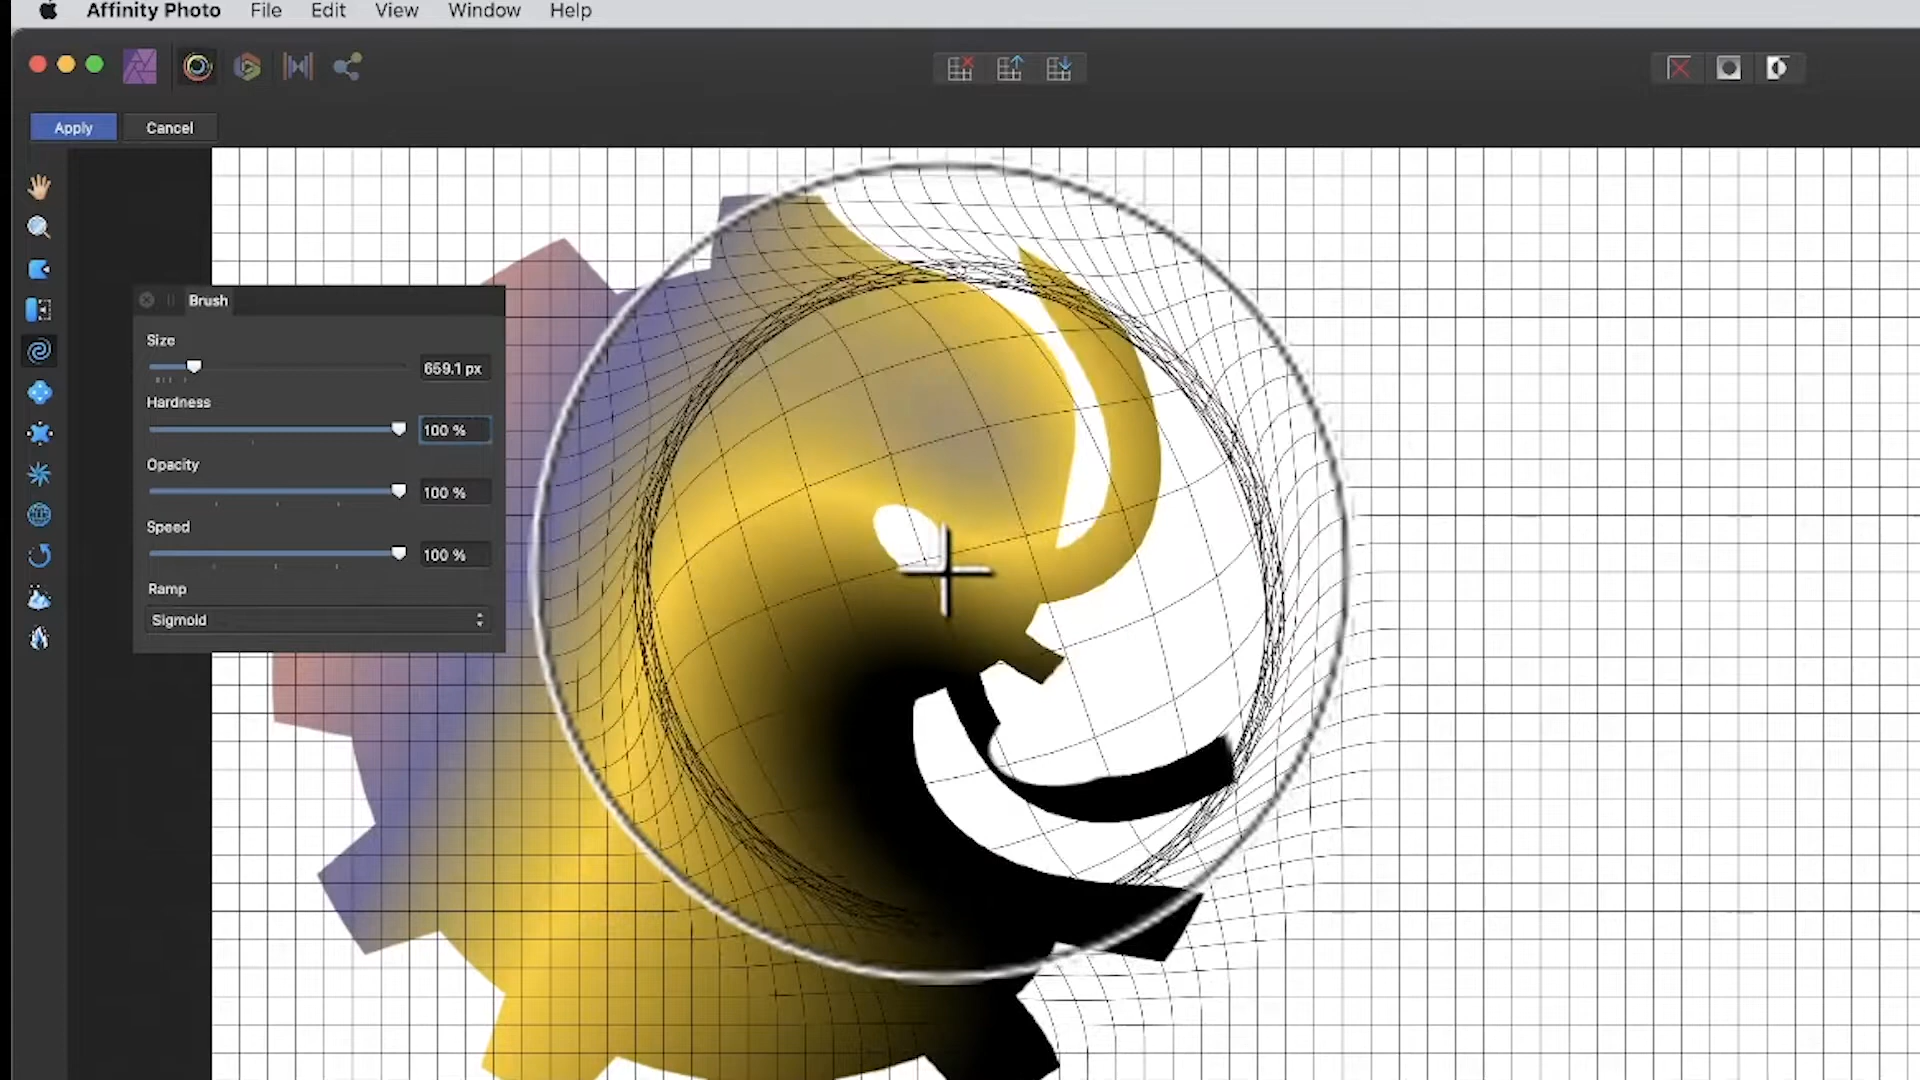 Affinity Photo File Edit View Window Help
Apply Cancel
Brush
Size
659.1 px
Hardness
100 %
Opacity
100 %
Speed
100 %
Ramp
Sigmoid